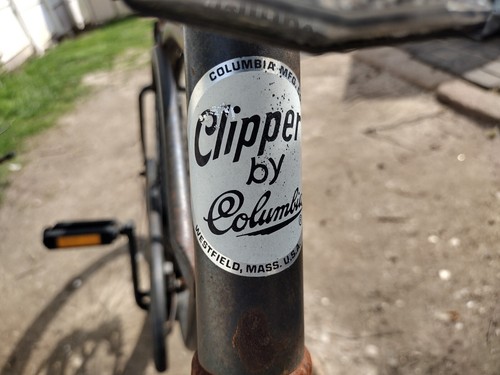 COLUMBIA MFG.
Clipper
by
Columbia
WESTFIELD, MASS. U.S.A.